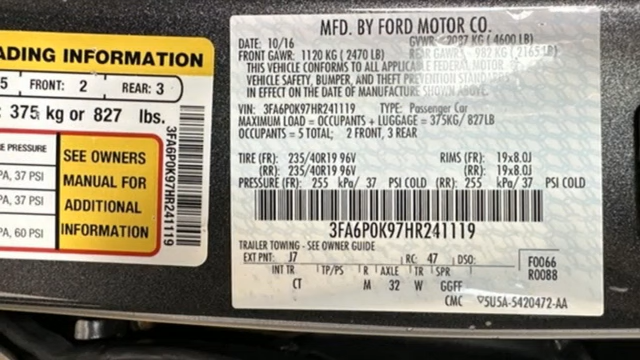 ADING INFORMATION
5 FRONT: 2 REAR: 3
: 375 kg or 827 lbs.
E PRESSURE
A, 37 PSI
A, 37 PSI
A, 60 PSI
SEE OWNERS
MANUAL FOR
ADDITIONAL
INFORMATION
3FA6P0K97HR241119
MFD. BY FORD MOTOR CO.
10/16 GVWR: 2087 KG ( 4600 LB)
FRONT GAWR: 1120 KG ( 2470 LB) REAR GAWR: 982 KG ( 2165 LB)
THIS VEHICLE CONFORMS TO ALL APPLICABLE FEDERAL MOTOR
VEHICLE SAFETY, BUMPER, AND THEFT PREVENTION STANDARDS
IN EFFECT ON THE DATE OF MANUFACTURE SHOWN ABOVE.
VIN: 3FA6P0K97HR241119 TYPE: Passenger Car
MAXIMUM LOAD = OCCUPANTS + LUGGAGE = 375KG/ 827LB
OCCUPANTS = 5 TOTAL; 2 FRONT, 3 REAR
TIRE (FR): 235/40R19 96V RIMS (FR): 19x8.0J
(RR): 235/40R19 96V (RR): 19x8.0J
PRESSURE (FR): 255 kPa/ 37 PSI COLD (RR): 255 kPa/ 37 PSI COLD
3FA6P0K97HR241119
TRAILER TOWING - SEE OWNER GUIDE
EXT PNT: J7 RC: 47 DSO: F0066
INT TR TP/PS R AXLE TR SPR R0088
CT M 32 W GGFF
CMC 5U5A-5420472-AA